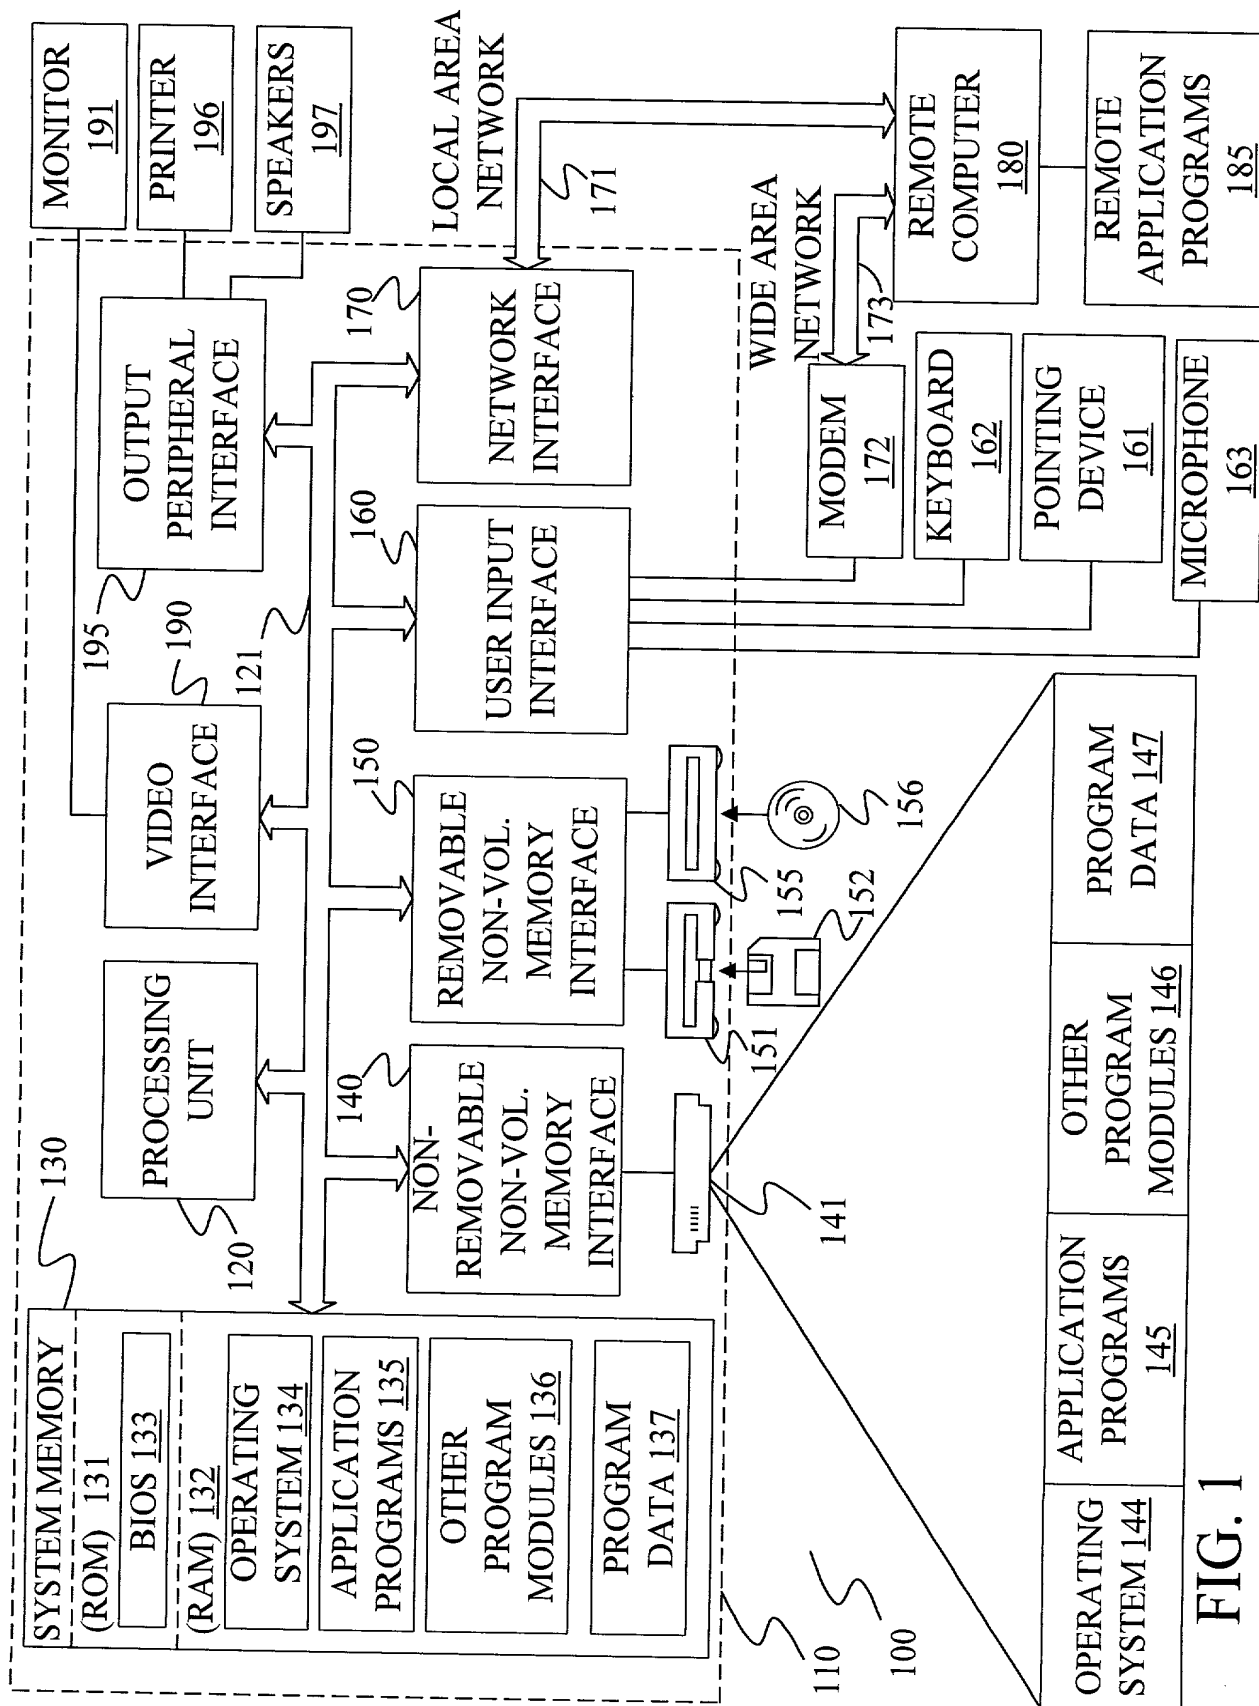 SYSTEM MEMORY
(ROM) 131
BIOS 133
(RAM) 132
OPERATING
SYSTEM 134
APPLICATION
PROGRAMS 135
OTHER
PROGRAM
MODULES 136
PROGRAM
DATA 137
130
120
PROCESSING
UNIT
VIDEO
INTERFACE
190
121
195
OUTPUT
PERIPHERAL
INTERFACE
MONITOR
191
PRINTER
196
SPEAKERS
197
140
NON-
REMOVABLE
NON-VOL.
MEMORY
INTERFACE
150
REMOVABLE
NON-VOL.
MEMORY
INTERFACE
160
USER INPUT
INTERFACE
170
NETWORK
INTERFACE
LOCAL AREA
NETWORK
171
141
151
152
155
156
WIDE AREA
NETWORK
173
MODEM
172
KEYBOARD
162
POINTING
DEVICE
161
MICROPHONE
163
REMOTE
COMPUTER
180
REMOTE
APPLICATION
PROGRAMS
185
110
100
OPERATING
SYSTEM 144
APPLICATION
PROGRAMS
145
OTHER
PROGRAM
MODULES 146
PROGRAM
DATA 147
FIG. 1